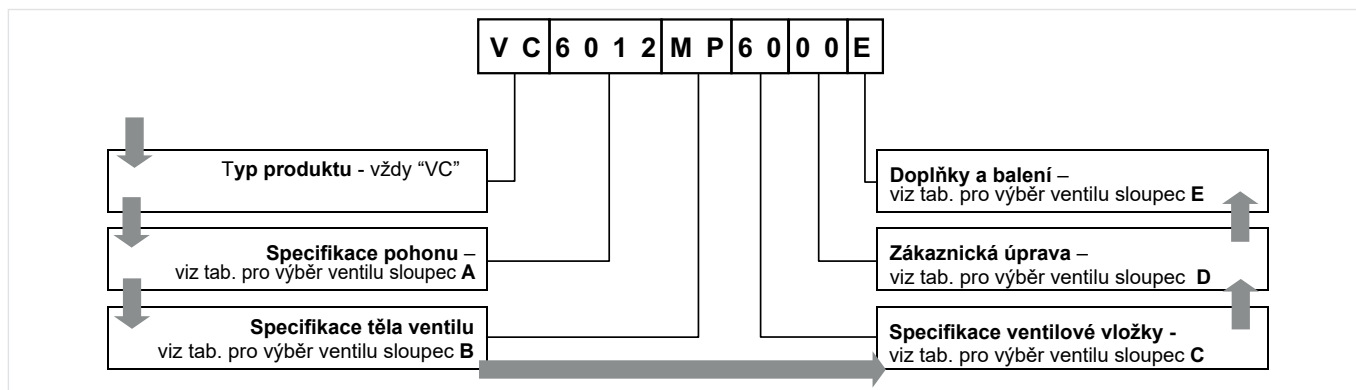 V C 6 0 1 2 M P 6 0 0 0 E
Typ produktu - vždy “VC”
Specifikace pohonu –
viz tab. pro výběr ventilu sloupec A
Specifikace těla ventilu
viz tab. pro výběr ventilu sloupec B
Doplňky a balení –
viz tab. pro výběr ventilu sloupec E
Zákaznická úprava –
viz tab. pro výběr ventilu sloupec D
Specifikace ventilové vložky -
viz tab. pro výběr ventilu sloupec C